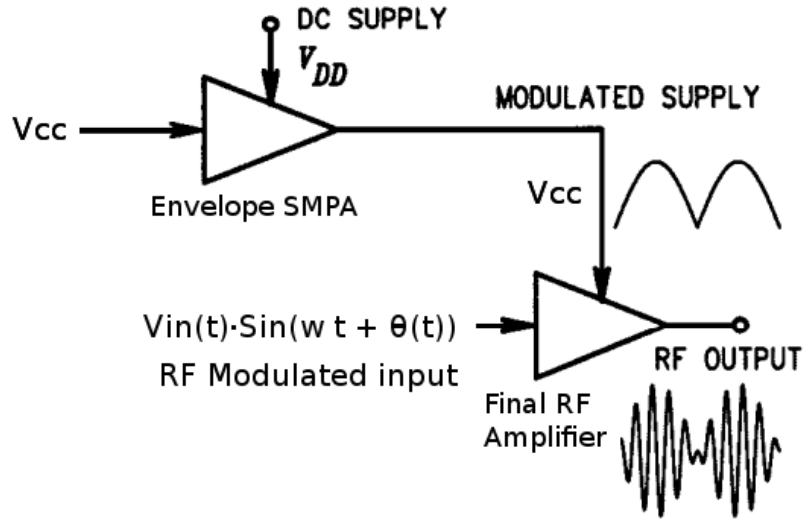 DC SUPPLY
V_DD
Vcc
MODULATED SUPPLY
Envelope SMPA
Vcc
Vin(t)·Sin(w t + θ(t))
RF Modulated input
RF OUTPUT
Final RF
Amplifier